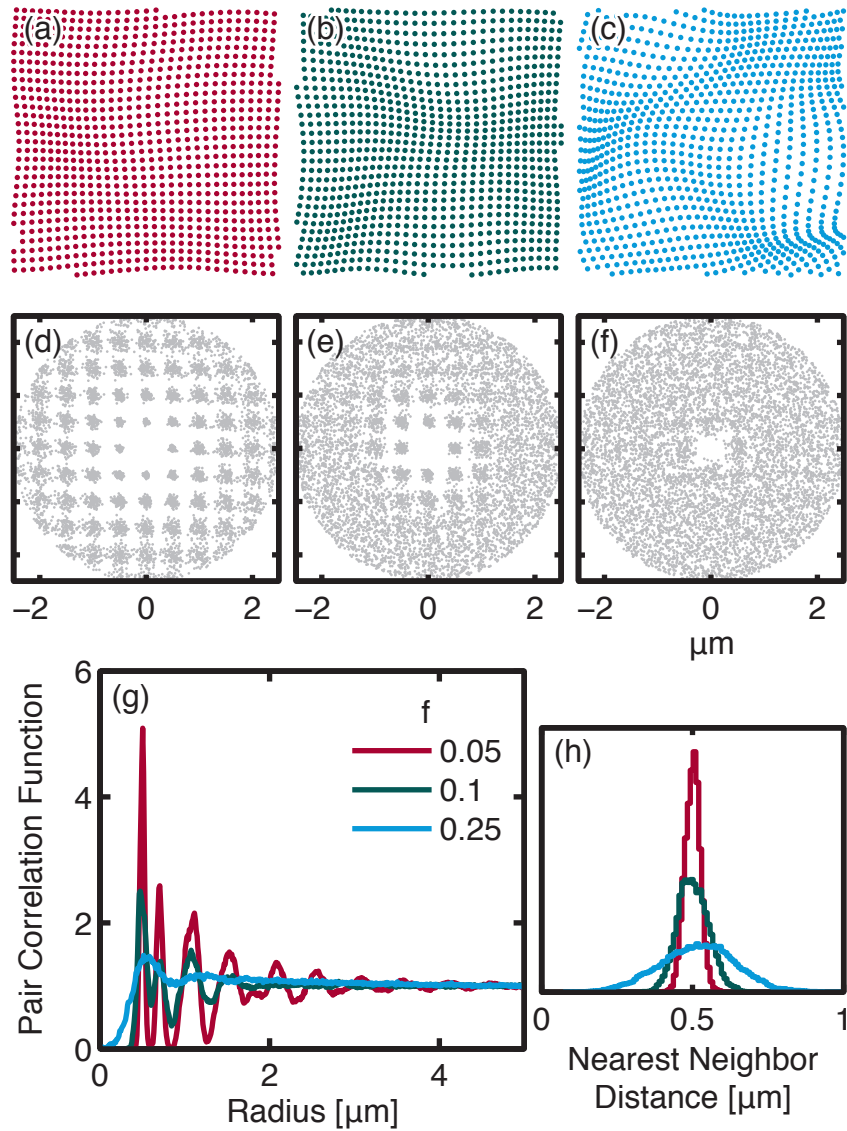 (a) (b) (c)
(d) (e) (f)
−2 0 2 −2 0 2 −2 0 2
μm
6
4
2
0
Pair Correlation Function
(g)
f
0.05
0.1
0.25
0 2 4
Radius [μm]
(h)
0 0.5 1
Nearest Neighbor
Distance [μm]